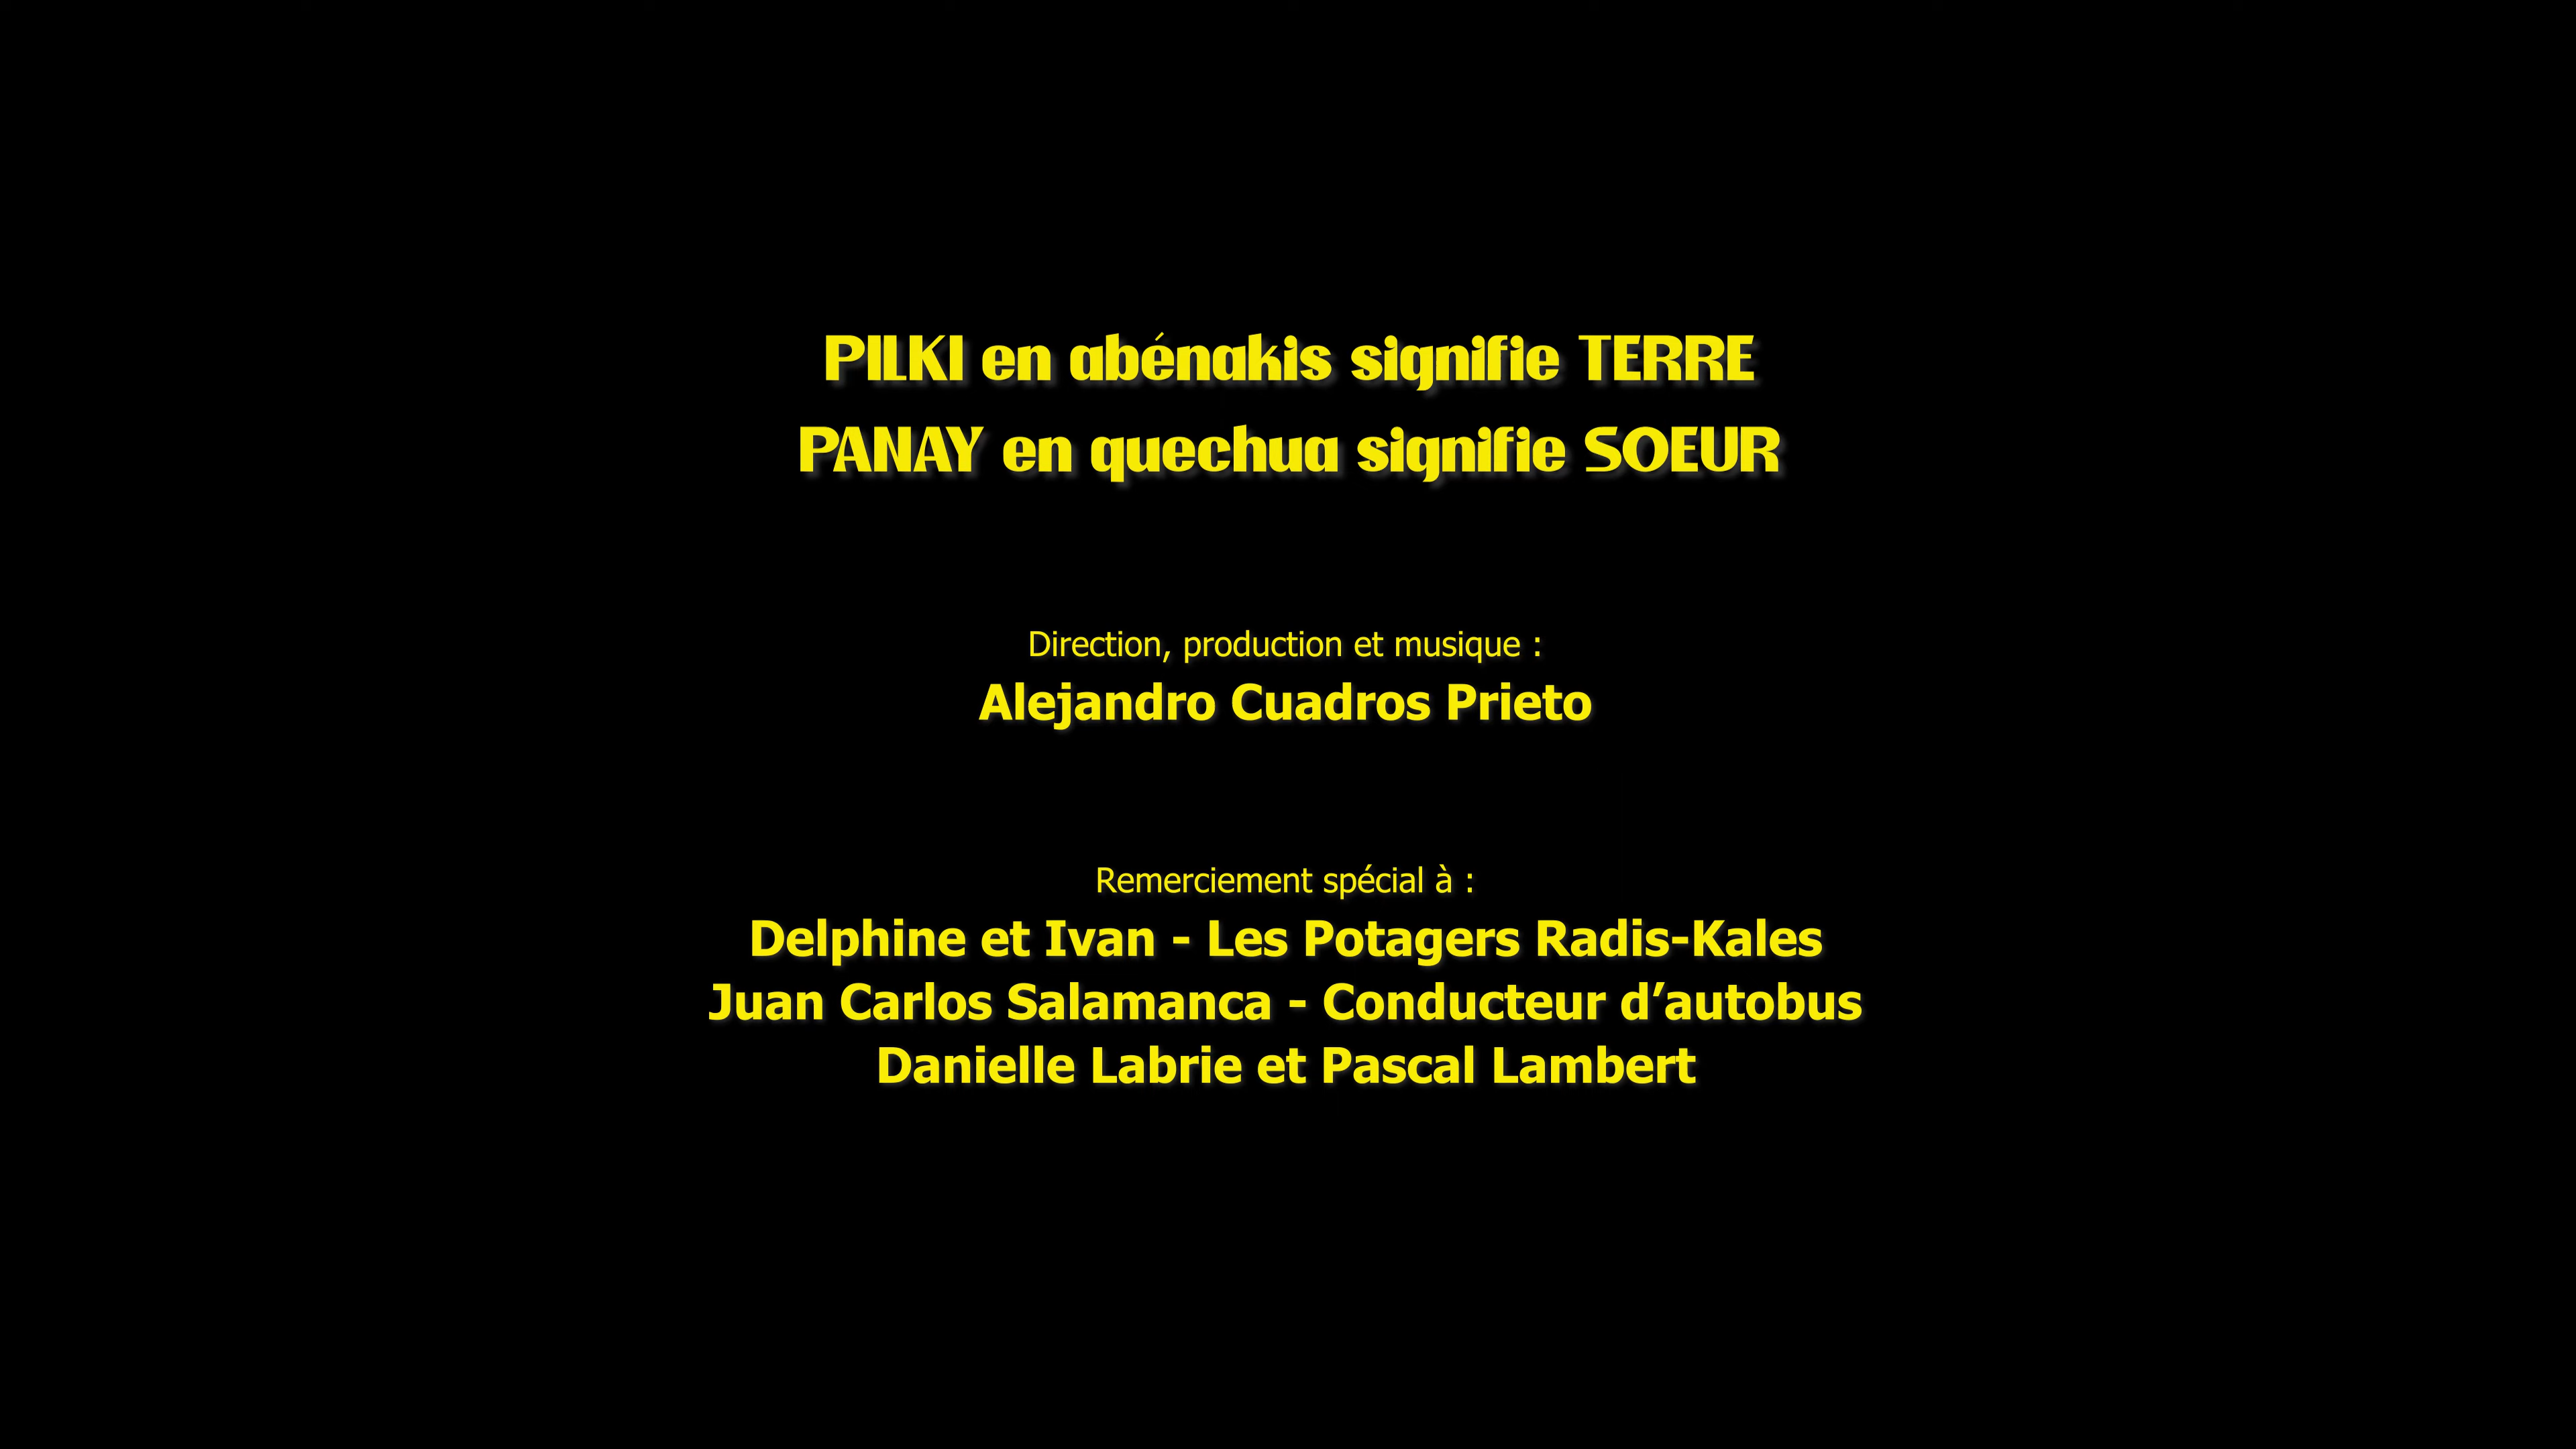 PILKI en abénakis signifie TERRE
PANAY en quechua signifie SOEUR
Direction, production et musique :
Alejandro Cuadros Prieto
Remerciement spécial à :
Delphine et Ivan - Les Potagers Radis-Kales
Juan Carlos Salamanca - Conducteur d’autobus
Danielle Labrie et Pascal Lambert